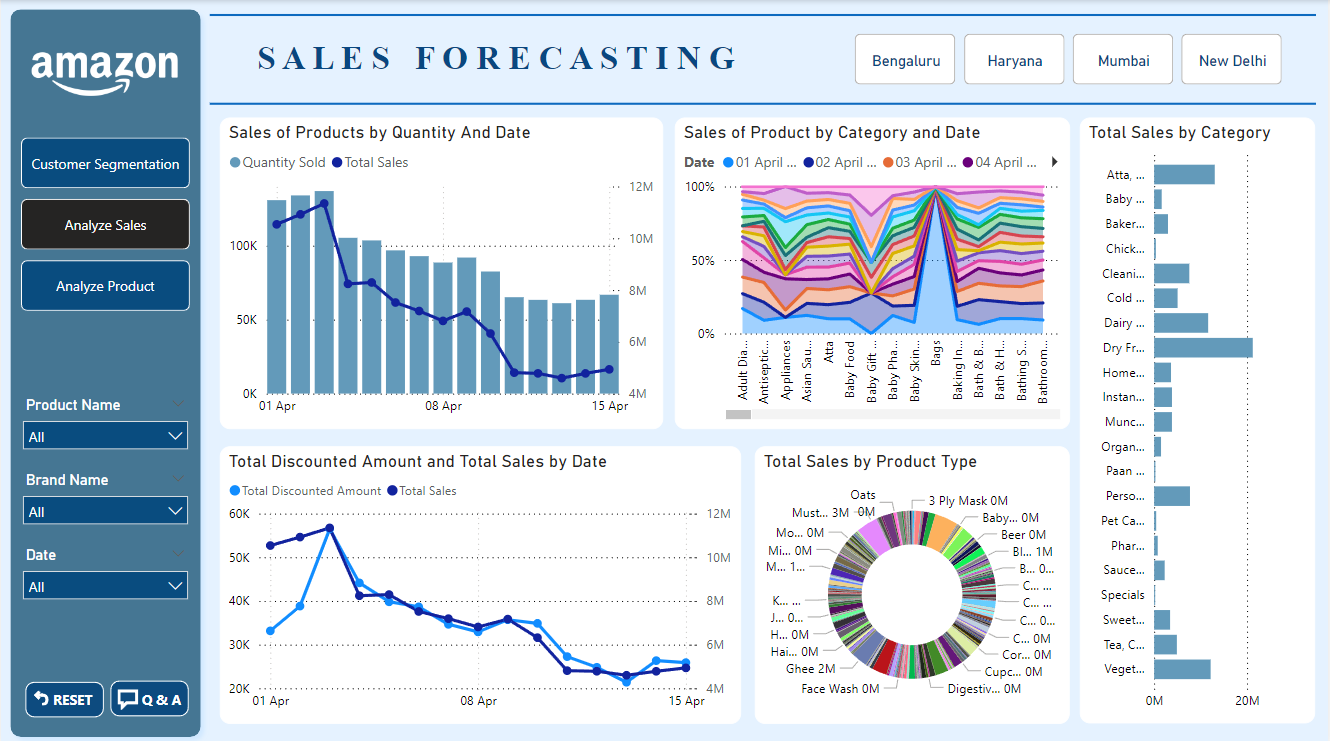 amazon
SALES FORECASTING
Bengaluru
Haryana
Mumbai
New Delhi
Customer Segmentation
Analyze Sales
Analyze Product
Product Name
All
Brand Name
All
Date
All
RESET
Q & A
Sales of Products by Quantity And Date
Quantity Sold Total Sales
12M
10M
8M
6M
4M
100K
50K
0K
01 Apr 08 Apr 15 Apr
Sales of Product by Category and Date
Date 01 April ... 02 April ... 03 April ... 04 April ...
100%
50%
0%
Adult Dia...
Antiseptic...
Appliances
Asian Sau...
Atta
Baby Food
Baby Gift ...
Baby Pha...
Baby Skin...
Bags
Baking In...
Bath & B...
Bath & H...
Bathing S...
Bathroom...
Total Sales by Category
Atta, ...
Baby ...
Baker...
Chick...
Cleani...
Cold ...
Dairy ...
Dry Fr...
Home...
Instan...
Munc...
Organ...
Paan ...
Perso...
Pet Ca...
Phar...
Sauce...
Specials
Sweet...
Tea, C...
Veget...
0M 20M
Total Discounted Amount and Total Sales by Date
Total Discounted Amount Total Sales
60K
50K
40K
30K
20K
12M
10M
8M
6M
4M
01 Apr 08 Apr 15 Apr
Total Sales by Product Type
Oats
0M
Must... 3M
Mo... 0M
Mi... 0M
M... 1...
K... ...
J... 0...
H... 0M
Hai... 0M
Ghee 2M
Face Wash 0M
3 Ply Mask 0M
Baby... 0M
Beer 0M
Bl... 1M
B... 0...
C... ...
C... ...
C... 0...
C... 0M
Cor... 0M
Cupc... 0M
Digestiv... 0M